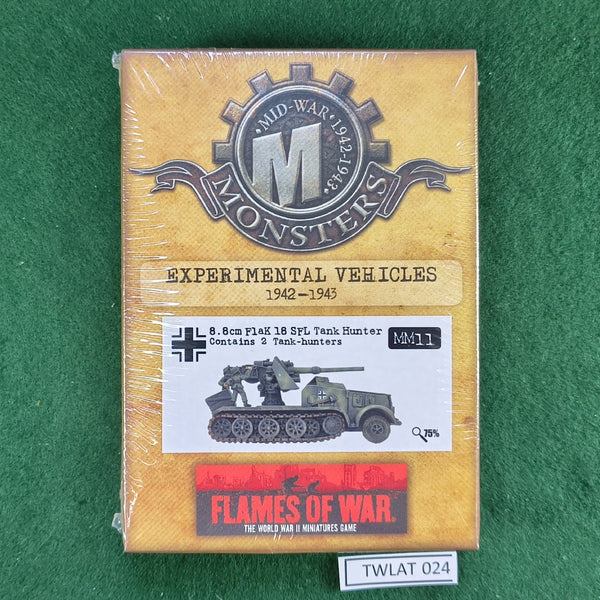 MID-WAR · 1942-1943 ·
M
MONSTERS
EXPERIMENTAL VEHICLES
1942-1943
8.8cm FlaK 18 SFL Tank Hunter
Contains 2 Tank-hunters
MM11
75%
FLAMES OF WAR
THE WORLD WAR II MINIATURES GAME
TWLAT 024